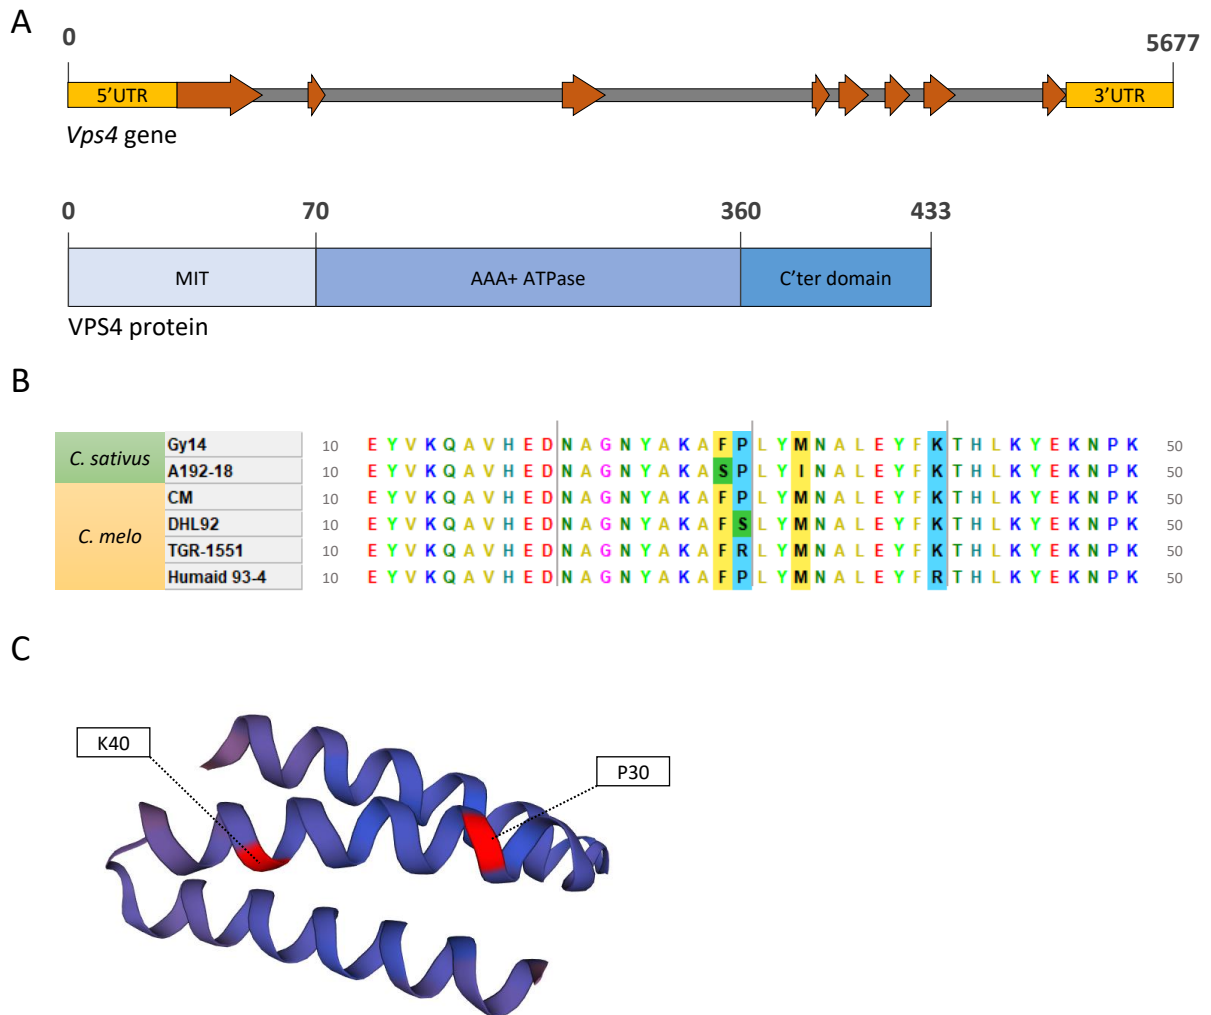 A
0
5677
5'UTR
3'UTR
Vps4 gene
0
70
360
433
MIT
AAA+ ATPase
C'ter domain
VPS4 protein
B
C. sativus
C. melo
Gy14 10 E Y V K Q A V H E D N A G N Y A K A F P L Y M N A L E Y F K T H L K Y E K N P K 50
A192-18 10 E Y V K Q A V H E D N A G N Y A K A S P L Y I N A L E Y F K T H L K Y E K N P K 50
CM 10 E Y V K Q A V H E D N A G N Y A K A F P L Y M N A L E Y F K T H L K Y E K N P K 50
DHL92 10 E Y V K Q A V H E D N A G N Y A K A F S L Y M N A L E Y F K T H L K Y E K N P K 50
TGR-1551 10 E Y V K Q A V H E D N A G N Y A K A F R L Y M N A L E Y F K T H L K Y E K N P K 50
Humaid 93-4 10 E Y V K Q A V H E D N A G N Y A K A F P L Y M N A L E Y F R T H L K Y E K N P K 50
C
K40
P30